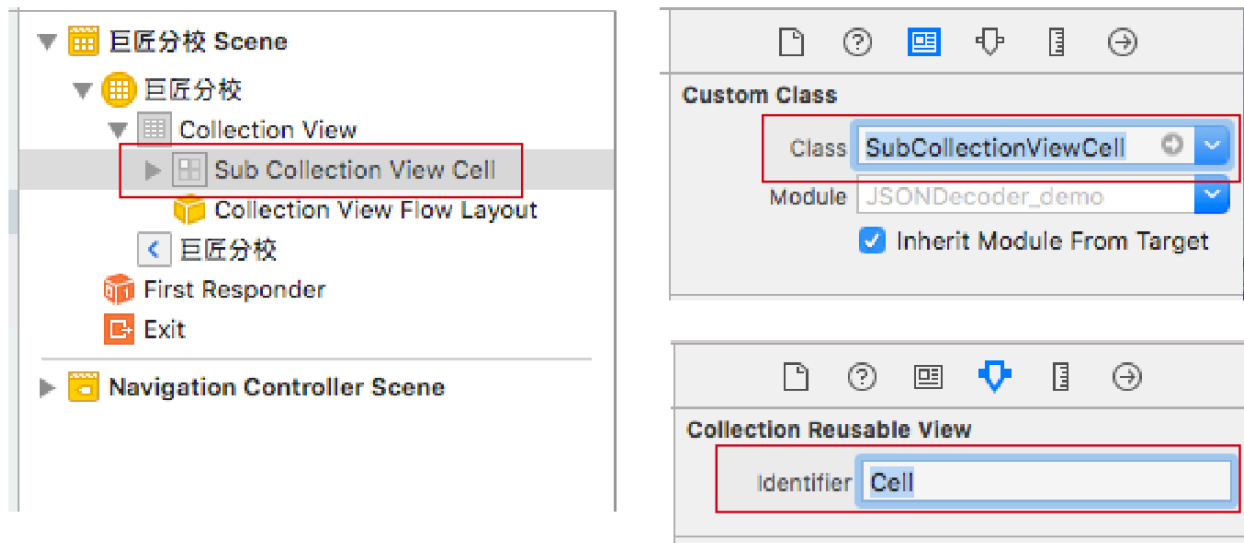 巨匠分校 Scene
巨匠分校
Collection View
Sub Collection View Cell
Collection View Flow Layout
巨匠分校
First Responder
Exit
Navigation Controller Scene
Custom Class
Class SubCollectionViewCell
Module JSONDecoder_demo
Inherit Module From Target
Collection Reusable View
Identifier Cell